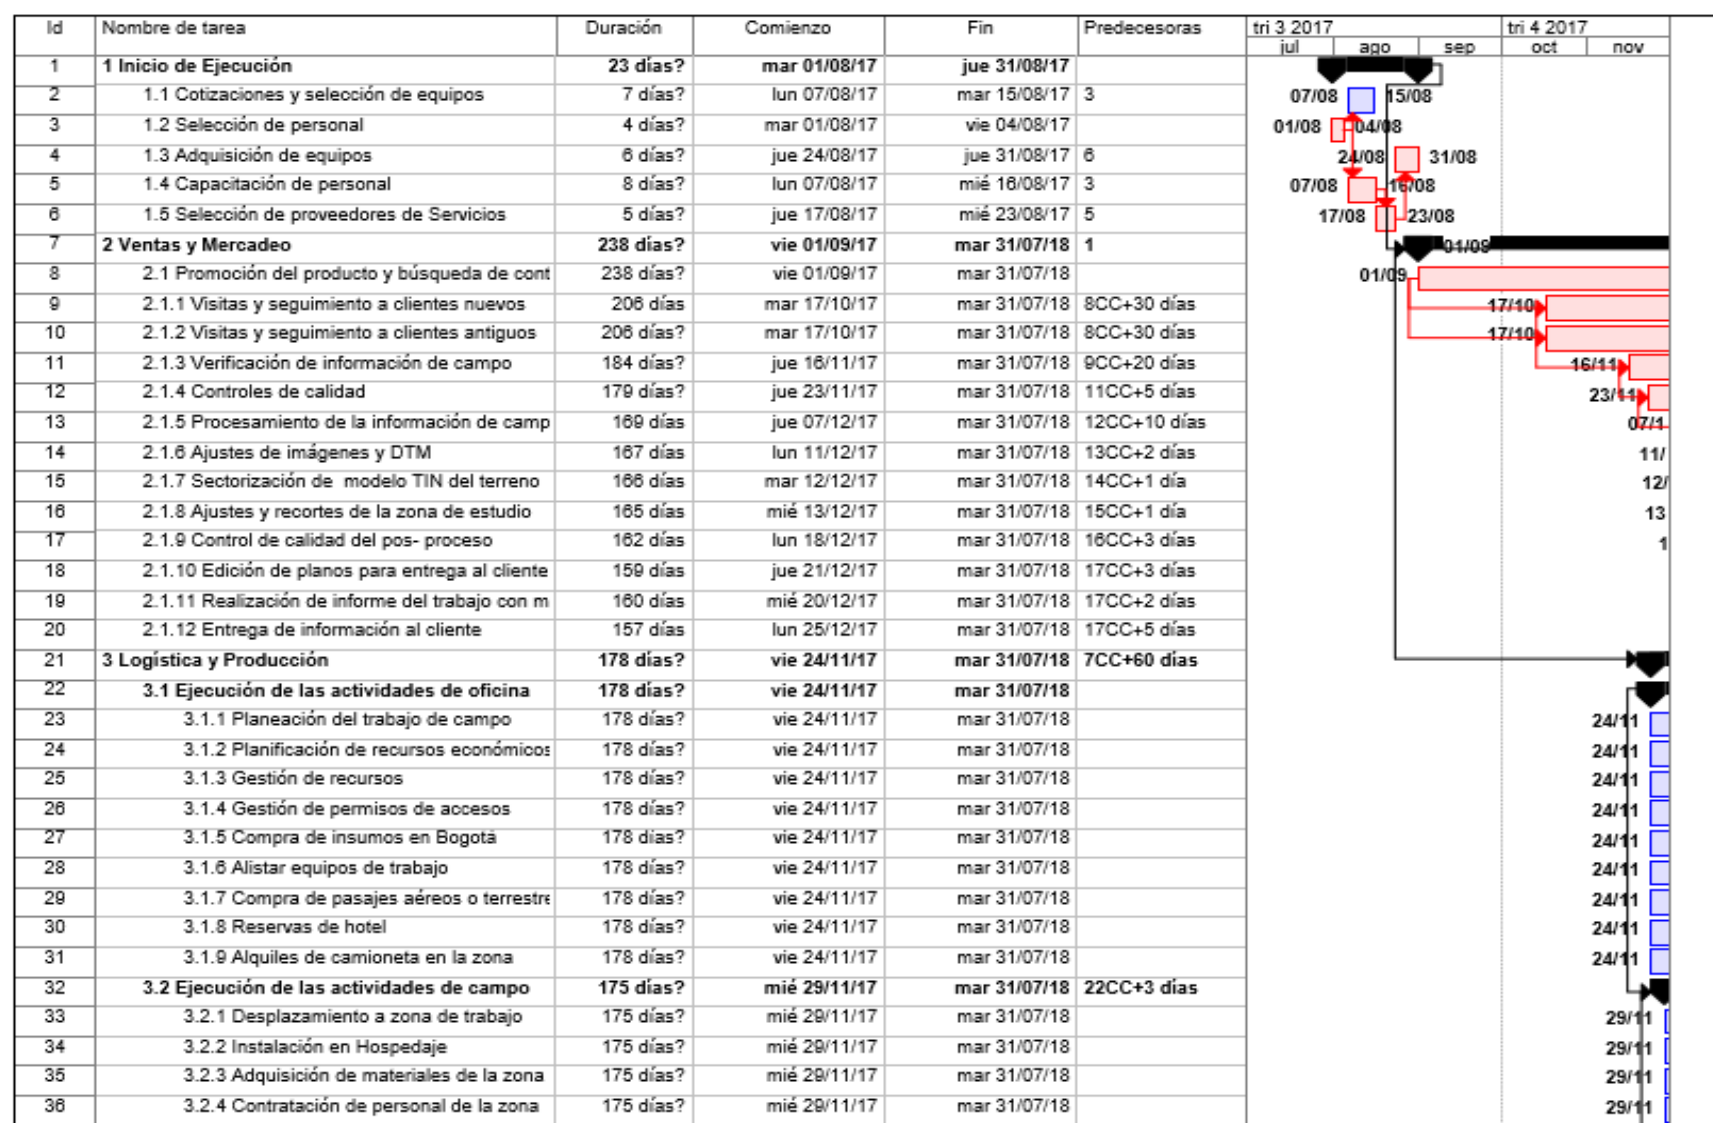 Id Nombre de tarea Duración Comienzo Fin Predecesoras tri 3 2017 tri 4 2017
jul ago sep oct nov
1 1 Inicio de Ejecución 23 días? mar 01/08/17 jue 31/08/17
2 1.1 Cotizaciones y selección de equipos 7 días? lun 07/08/17 mar 15/08/17 3 07/08 15/08
3 1.2 Selección de personal 4 días? mar 01/08/17 vie 04/08/17 01/08 04/08
4 1.3 Adquisición de equipos 6 días? jue 24/08/17 jue 31/08/17 6 24/08 31/08
5 1.4 Capacitación de personal 8 días? lun 07/08/17 mié 16/08/17 3 07/08 16/08
6 1.5 Selección de proveedores de Servicios 5 días? jue 17/08/17 mié 23/08/17 5 17/08 23/08
7 2 Ventas y Mercadeo 238 días? vie 01/09/17 mar 31/07/18 1 01/09
8 2.1 Promoción del producto y búsqueda de cont 238 días? vie 01/09/17 mar 31/07/18 01/09
9 2.1.1 Visitas y seguimiento a clientes nuevos 206 días mar 17/10/17 mar 31/07/18 8CC+30 días 17/10
10 2.1.2 Visitas y seguimiento a clientes antiguos 206 días? mar 17/10/17 mar 31/07/18 8CC+30 días 17/10
11 2.1.3 Verificación de información de campo 184 días? jue 16/11/17 mar 31/07/18 9CC+20 días 16/11
12 2.1.4 Controles de calidad 179 días? jue 23/11/17 mar 31/07/18 11CC+5 días 23/11
13 2.1.5 Procesamiento de la información de camp 169 días jue 07/12/17 mar 31/07/18 12CC+10 días 07/1
14 2.1.6 Ajustes de imágenes y DTM 167 días lun 11/12/17 mar 31/07/18 13CC+2 días 11/
15 2.1.7 Sectorización de modelo TIN del terreno 166 días mar 12/12/17 mar 31/07/18 14CC+1 día 12/
16 2.1.8 Ajustes y recortes de la zona de estudio 165 días mié 13/12/17 mar 31/07/18 15CC+1 día 13
17 2.1.9 Control de calidad del pos- proceso 162 días lun 18/12/17 mar 31/07/18 16CC+3 días 1
18 2.1.10 Edición de planos para entrega al cliente 159 días jue 21/12/17 mar 31/07/18 17CC+3 días
19 2.1.11 Realización de informe del trabajo con m 160 días mié 20/12/17 mar 31/07/18 17CC+2 días
20 2.1.12 Entrega de información al cliente 157 días lun 25/12/17 mar 31/07/18 17CC+5 días
21 3 Logística y Producción 178 días? vie 24/11/17 mar 31/07/18 7CC+60 días
22 3.1 Ejecución de las actividades de oficina 178 días? vie 24/11/17 mar 31/07/18
23 3.1.1 Planeación del trabajo de campo 178 días? vie 24/11/17 mar 31/07/18 24/11
24 3.1.2 Planificación de recursos económicos 178 días? vie 24/11/17 mar 31/07/18 24/11
25 3.1.3 Gestión de recursos 178 días? vie 24/11/17 mar 31/07/18 24/11
26 3.1.4 Gestión de permisos de accesos 178 días? vie 24/11/17 mar 31/07/18 24/11
27 3.1.5 Compra de insumos en Bogotá 178 días? vie 24/11/17 mar 31/07/18 24/11
28 3.1.6 Alistar equipos de trabajo 178 días? vie 24/11/17 mar 31/07/18 24/11
29 3.1.7 Compra de pasajes aéreos o terrestre 178 días? vie 24/11/17 mar 31/07/18 24/11
30 3.1.8 Reservas de hotel 178 días? vie 24/11/17 mar 31/07/18 24/11
31 3.1.9 Alquiles de camioneta en la zona 178 días? vie 24/11/17 mar 31/07/18 24/11
32 3.2 Ejecución de las actividades de campo 175 días? mié 29/11/17 mar 31/07/18 22CC+3 días
33 3.2.1 Desplazamiento a zona de trabajo 175 días? mié 29/11/17 mar 31/07/18 29/11
34 3.2.2 Instalación en Hospedaje 175 días? mié 29/11/17 mar 31/07/18 29/11
35 3.2.3 Adquisición de materiales de la zona 175 días? mié 29/11/17 mar 31/07/18 29/11
36 3.2.4 Contratación de personal de la zona 175 días? mié 29/11/17 mar 31/07/18 29/11